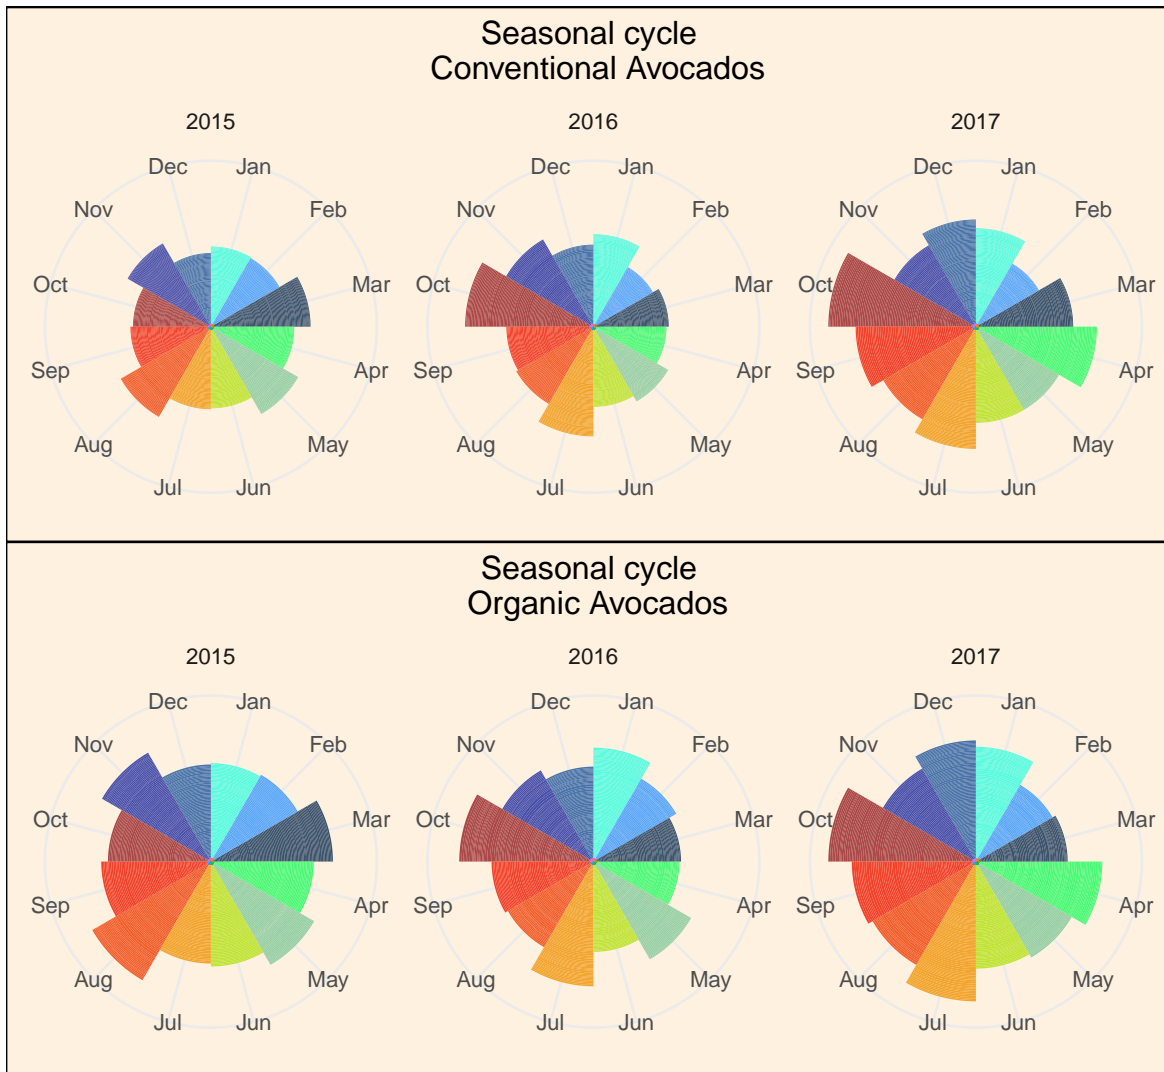 Seasonal cycle
Conventional Avocados
2015
2016
2017
Dec
Jan
Nov
Feb
Oct
Mar
Sep
Apr
Aug
May
Jul
Jun
Dec
Jan
Nov
Feb
Oct
Mar
Sep
Apr
Aug
May
Jul
Jun
Dec
Jan
Nov
Feb
Oct
Mar
Sep
Apr
Aug
May
Jul
Jun
Seasonal cycle
Organic Avocados
2015
2016
2017
Dec
Jan
Nov
Feb
Oct
Mar
Sep
Apr
Aug
May
Jul
Jun
Dec
Jan
Nov
Feb
Oct
Mar
Sep
Apr
Aug
May
Jul
Jun
Dec
Jan
Nov
Feb
Oct
Mar
Sep
Apr
Aug
May
Jul
Jun